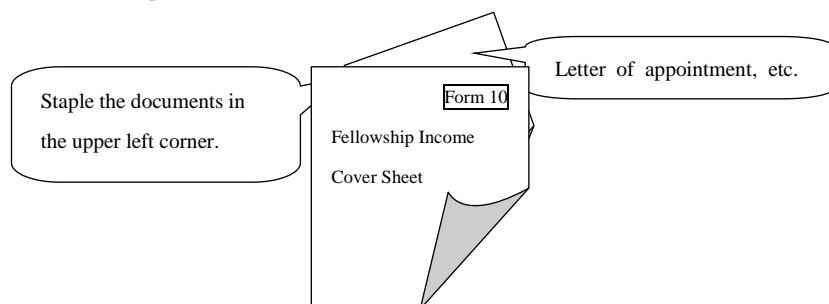 Letter of appointment, etc.
Staple the documents in
the upper left corner.
Form 10
Fellowship Income
Cover Sheet